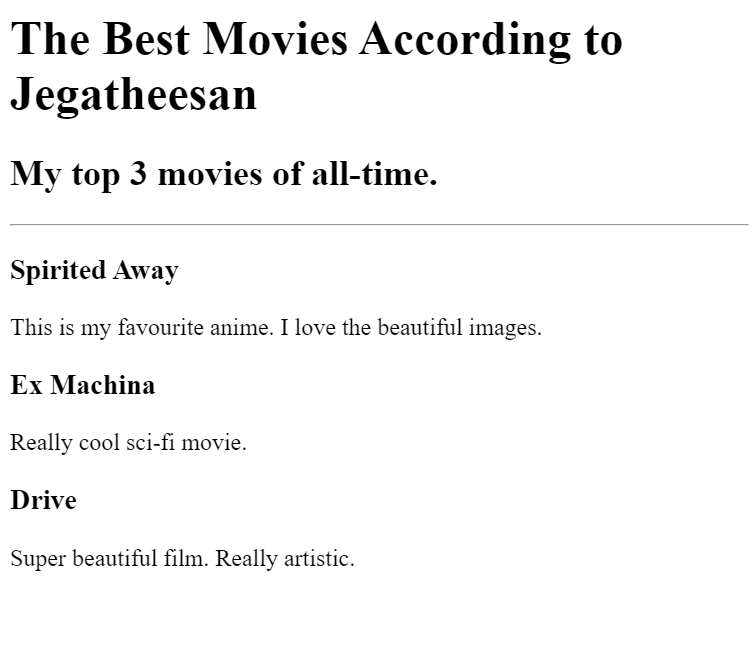 The Best Movies According to
Jegatheesan
My top 3 movies of all-time.
Spirited Away
This is my favourite anime. I love the beautiful images.
Ex Machina
Really cool sci-fi movie.
Drive
Super beautiful film. Really artistic.